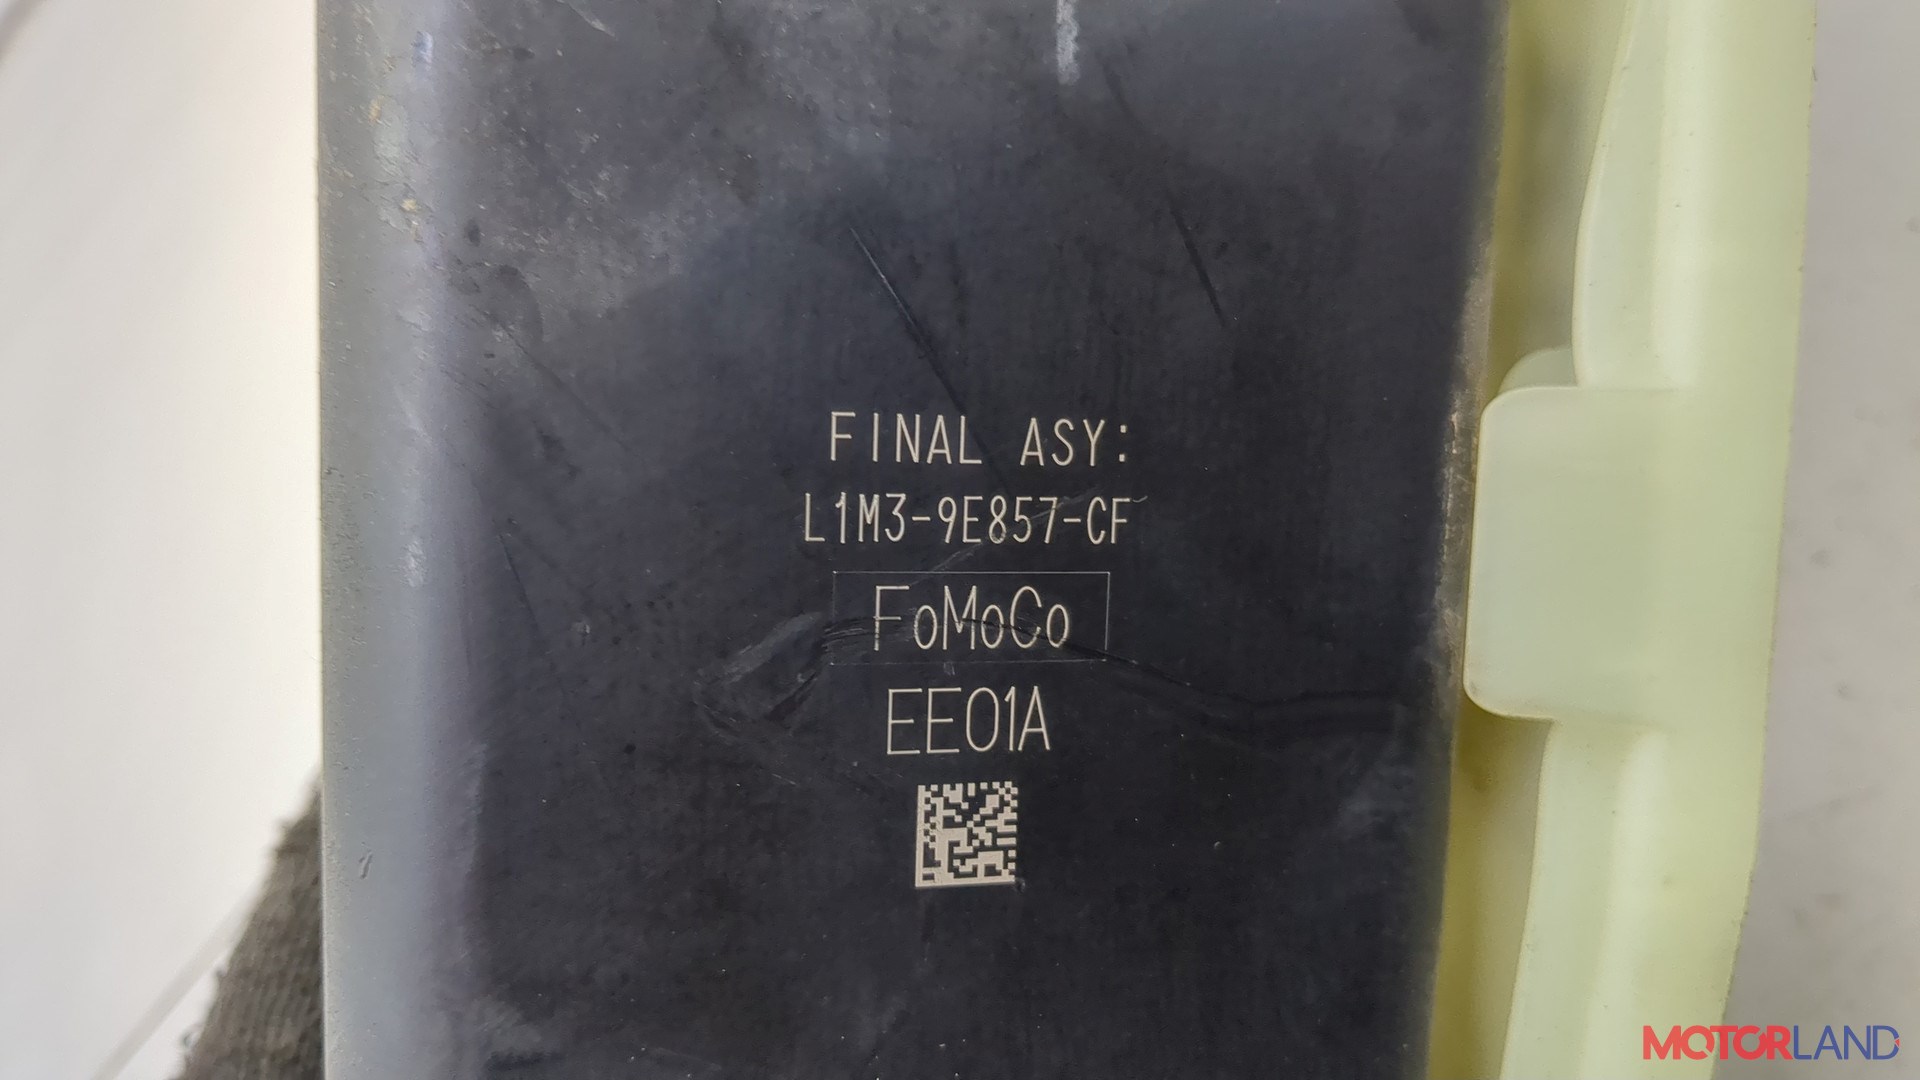 FINAL ASY:
L1M3-9E857-CF
FoMoCo
EE01A
MOTORLAND